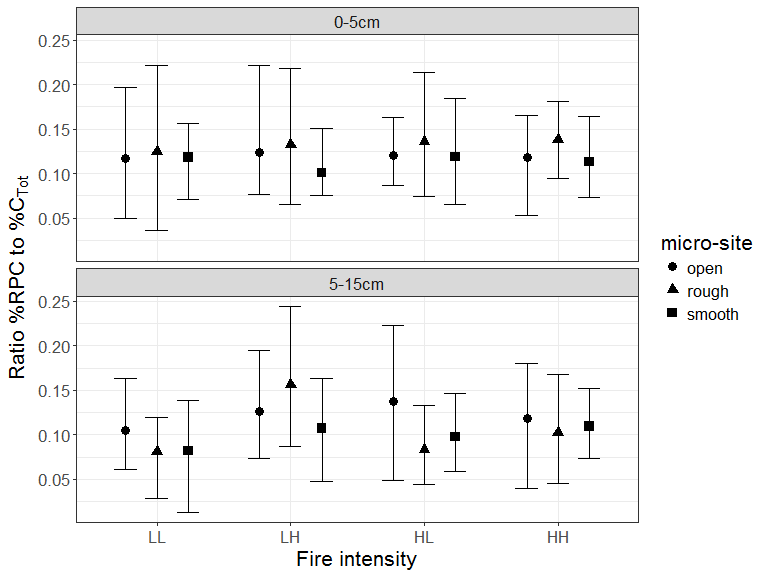 0-5cm
0.25
0.20
0.15
0.10
0.05
5-15cm
0.25
0.20
0.15
0.10
0.05
LL LH HL HH
Fire intensity
Ratio %RPC to %CTot
micro-site
open
rough
smooth